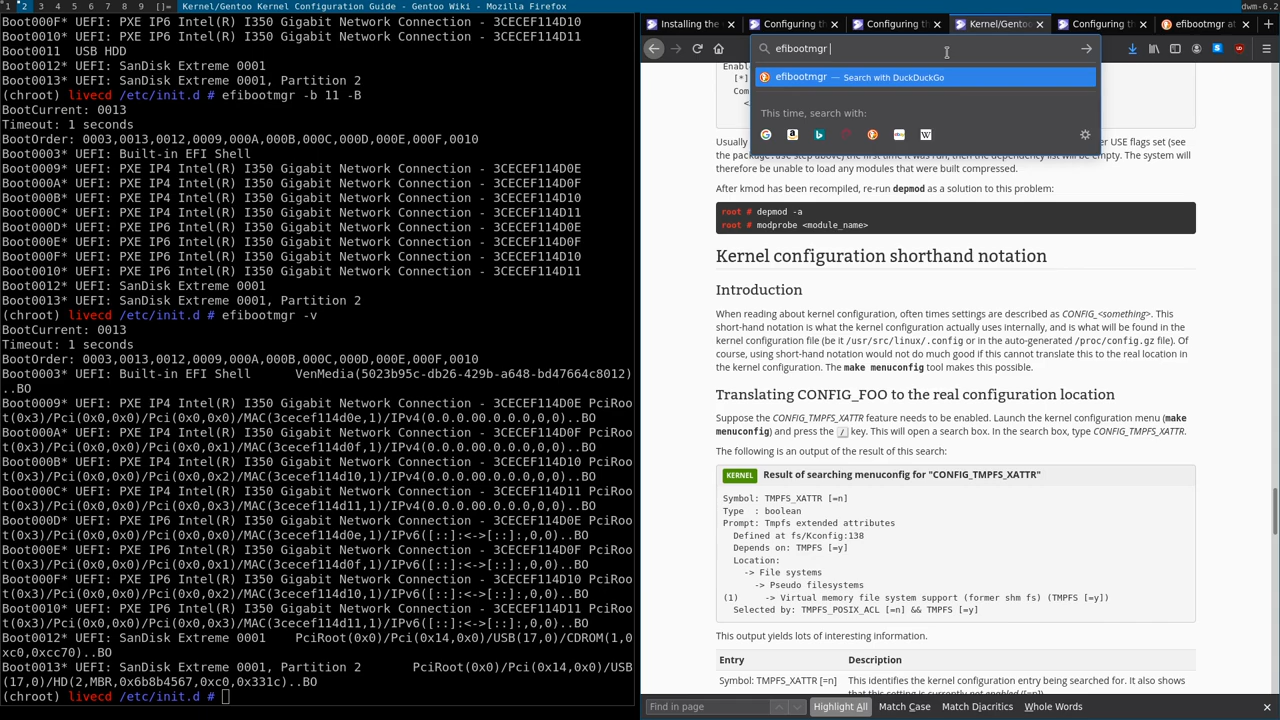 1 2 3 4 5 6 7 8 9 []= Kernel/Gentoo Kernel Configuration Guide - Gentoo Wiki - Mozilla Firefox dwm-6.2
Boot000F* UEFI: PXE IP6 Intel(R) I350 Gigabit Network Connection - 3CECEF114D10
Boot0010* UEFI: PXE IP6 Intel(R) I350 Gigabit Network Connection - 3CECEF114D11
Boot0011  USB HDD
Boot0012* UEFI: SanDisk Extreme 0001
Boot0013* UEFI: SanDisk Extreme 0001, Partition 2
(chroot) livecd /etc/init.d # efibootmgr -b 11 -B
BootCurrent: 0013
Timeout: 1 seconds
BootOrder: 0003,0013,0012,0009,000A,000B,000C,000D,000E,000F,0010
Boot0003* UEFI: Built-in EFI Shell
Boot0009* UEFI: PXE IP4 Intel(R) I350 Gigabit Network Connection - 3CECEF114D0E
Boot000A* UEFI: PXE IP4 Intel(R) I350 Gigabit Network Connection - 3CECEF114D0F
Boot000B* UEFI: PXE IP4 Intel(R) I350 Gigabit Network Connection - 3CECEF114D10
Boot000C* UEFI: PXE IP4 Intel(R) I350 Gigabit Network Connection - 3CECEF114D11
Boot000D* UEFI: PXE IP6 Intel(R) I350 Gigabit Network Connection - 3CECEF114D0E
Boot000E* UEFI: PXE IP6 Intel(R) I350 Gigabit Network Connection - 3CECEF114D0F
Boot000F* UEFI: PXE IP6 Intel(R) I350 Gigabit Network Connection - 3CECEF114D10
Boot0010* UEFI: PXE IP6 Intel(R) I350 Gigabit Network Connection - 3CECEF114D11
Boot0012* UEFI: SanDisk Extreme 0001
Boot0013* UEFI: SanDisk Extreme 0001, Partition 2
(chroot) livecd /etc/init.d # efibootmgr -v
BootCurrent: 0013
Timeout: 1 seconds
BootOrder: 0003,0013,0012,0009,000A,000B,000C,000D,000E,000F,0010
Boot0003* UEFI: Built-in EFI Shell VenMedia(5023b95c-db26-429b-a648-bd47664c8012)
..BO
Boot0009* UEFI: PXE IP4 Intel(R) I350 Gigabit Network Connection - 3CECEF114D0E PciRoo
t(0x3)/Pci(0x0,0x0)/Pci(0x0,0x0)/MAC(3cecef114d0e,1)/IPv4(0.0.0.00.0.0.0,0,0)..BO
Boot000A* UEFI: PXE IP4 Intel(R) I350 Gigabit Network Connection - 3CECEF114D0F PciRoo
t(0x3)/Pci(0x0,0x0)/Pci(0x0,0x1)/MAC(3cecef114d0f,1)/IPv4(0.0.0.00.0.0.0,0,0)..BO
Boot000B* UEFI: PXE IP4 Intel(R) I350 Gigabit Network Connection - 3CECEF114D10 PciRoo
t(0x3)/Pci(0x0,0x0)/Pci(0x0,0x2)/MAC(3cecef114d10,1)/IPv4(0.0.0.00.0.0.0,0,0)..BO
Boot000C* UEFI: PXE IP4 Intel(R) I350 Gigabit Network Connection - 3CECEF114D11 PciRoo
t(0x3)/Pci(0x0,0x0)/Pci(0x0,0x3)/MAC(3cecef114d11,1)/IPv4(0.0.0.00.0.0.0,0,0)..BO
Boot000D* UEFI: PXE IP6 Intel(R) I350 Gigabit Network Connection - 3CECEF114D0E PciRoo
t(0x3)/Pci(0x0,0x0)/Pci(0x0,0x0)/MAC(3cecef114d0e,1)/IPv6([::]:<->[::]:,0,0)..BO
Boot000E* UEFI: PXE IP6 Intel(R) I350 Gigabit Network Connection - 3CECEF114D0F PciRoo
t(0x3)/Pci(0x0,0x0)/Pci(0x0,0x1)/MAC(3cecef114d0f,1)/IPv6([::]:<->[::]:,0,0)..BO
Boot000F* UEFI: PXE IP6 Intel(R) I350 Gigabit Network Connection - 3CECEF114D10 PciRoo
t(0x3)/Pci(0x0,0x0)/Pci(0x0,0x2)/MAC(3cecef114d10,1)/IPv6([::]:<->[::]:,0,0)..BO
Boot0010* UEFI: PXE IP6 Intel(R) I350 Gigabit Network Connection - 3CECEF114D11 PciRoo
t(0x3)/Pci(0x0,0x0)/Pci(0x0,0x3)/MAC(3cecef114d11,1)/IPv6([::]:<->[::]:,0,0)..BO
Boot0012* UEFI: SanDisk Extreme 0001 PciRoot(0x0)/Pci(0x14,0x0)/USB(17,0)/CDROM(1,0
xc0,0xcc70)..BO
Boot0013* UEFI: SanDisk Extreme 0001, Partition 2 PciRoot(0x0)/Pci(0x14,0x0)/USB
(17,0)/HD(2,MBR,0x6b8b4567,0xc0,0x331c)..BO
(chroot) livecd /etc/init.d #
Installing the Configuring th Configuring th Kernel/Gento Configuring th efibootmgr at
efibootmgr
efibootmgr — Search with DuckDuckGo
This time, search with:
Enable
[*]
Com
<
Usually er USE flags set (see
the package.use step above) the first time it was run, then the dependency list will be empty. The system will
therefore be unable to load any modules that were built compressed.
After kmod has been recompiled, re-run depmod as a solution to this problem:
root # depmod -a
root # modprobe <module_name>
Kernel configuration shorthand notation
Introduction
When reading about kernel configuration, often times settings are described as CONFIG_<something>. This
short-hand notation is what the kernel configuration actually uses internally, and is what will be found in the
kernel configuration file (be it /usr/src/linux/.config or in the auto-generated /proc/config.gz file). Of
course, using short-hand notation would not do much good if this cannot translate this to the real location in
the kernel configuration. The make menuconfig tool makes this possible.
Translating CONFIG_FOO to the real configuration location
Suppose the CONFIG_TMPFS_XATTR feature needs to be enabled. Launch the kernel configuration menu (make
menuconfig) and press the / key. This will open a search box. In the search box, type CONFIG_TMPFS_XATTR.
The following is an output of the result of this search:
KERNEL Result of searching menuconfig for "CONFIG_TMPFS_XATTR"
Symbol: TMPFS_XATTR [=n]
Type  : boolean
Prompt: Tmpfs extended attributes
Defined at fs/Kconfig:138
Depends on: TMPFS [=y]
Location:
-> File systems
-> Pseudo filesystems
(1) -> Virtual memory file system support (former shm fs) (TMPFS [=y])
Selected by: TMPFS_POSIX_ACL [=n] && TMPFS [=y]
This output yields lots of interesting information.
Entry Description
Symbol: TMPFS_XATTR [=n] This identifies the kernel configuration entry being searched for. It also shows
that this setting is currently not enabled ([=n]).
Find in page Highlight All Match Case Match Diacritics Whole Words